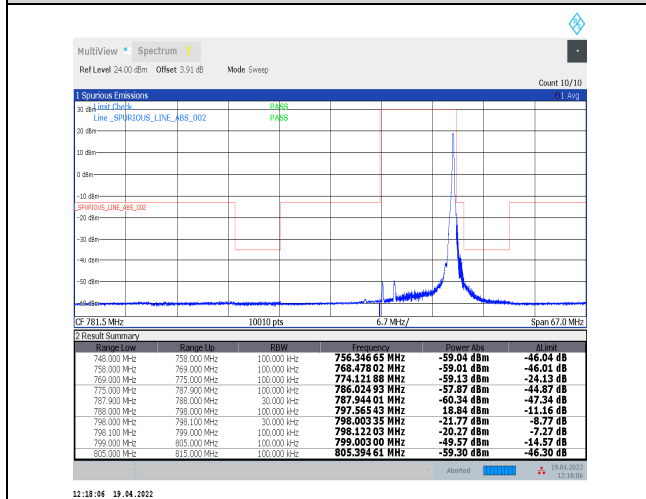 MultiView Spectrum
Ref Level 24.00 dBm Offset 3.91 dB Mode Sweep
Count 10/10
1 Spurious Emissions 1 Avg
30 dBm Limit Check PASS
Line _SPURIOUS_LINE_ABS_002 PASS
20 dBm
10 dBm
0 dBm
-10 dBm
_SPURIOUS_LINE_ABS_002
-20 dBm
-30 dBm
-40 dBm
-50 dBm
-60 dBm
CF 781.5 MHz 10010 pts 6.7 MHz/ Span 67.0 MHz
2 Result Summary
Range Low Range Up RBW Frequency Power Abs ΔLimit
748.000 MHz 758.000 MHz 100.000 kHz 756.346 65 MHz -59.04 dBm -46.04 dB
758.000 MHz 769.000 MHz 100.000 kHz 768.478 02 MHz -59.01 dBm -46.01 dB
769.000 MHz 775.000 MHz 100.000 kHz 774.121 88 MHz -59.13 dBm -24.13 dB
775.000 MHz 787.900 MHz 100.000 kHz 786.024 93 MHz -57.87 dBm -44.87 dB
787.900 MHz 788.000 MHz 30.000 kHz 787.944 01 MHz -60.34 dBm -47.34 dB
788.000 MHz 798.000 MHz 100.000 kHz 797.565 43 MHz 18.84 dBm -11.16 dB
798.000 MHz 798.100 MHz 30.000 kHz 798.003 35 MHz -21.77 dBm -8.77 dB
798.100 MHz 799.000 MHz 100.000 kHz 798.122 03 MHz -20.27 dBm -7.27 dB
799.000 MHz 805.000 MHz 100.000 kHz 799.003 00 MHz -49.57 dBm -14.57 dB
805.000 MHz 815.000 MHz 100.000 kHz 805.394 61 MHz -59.30 dBm -46.30 dB
Aborted 19.04.2022
12:18:06
12:18:06 19.04.2022